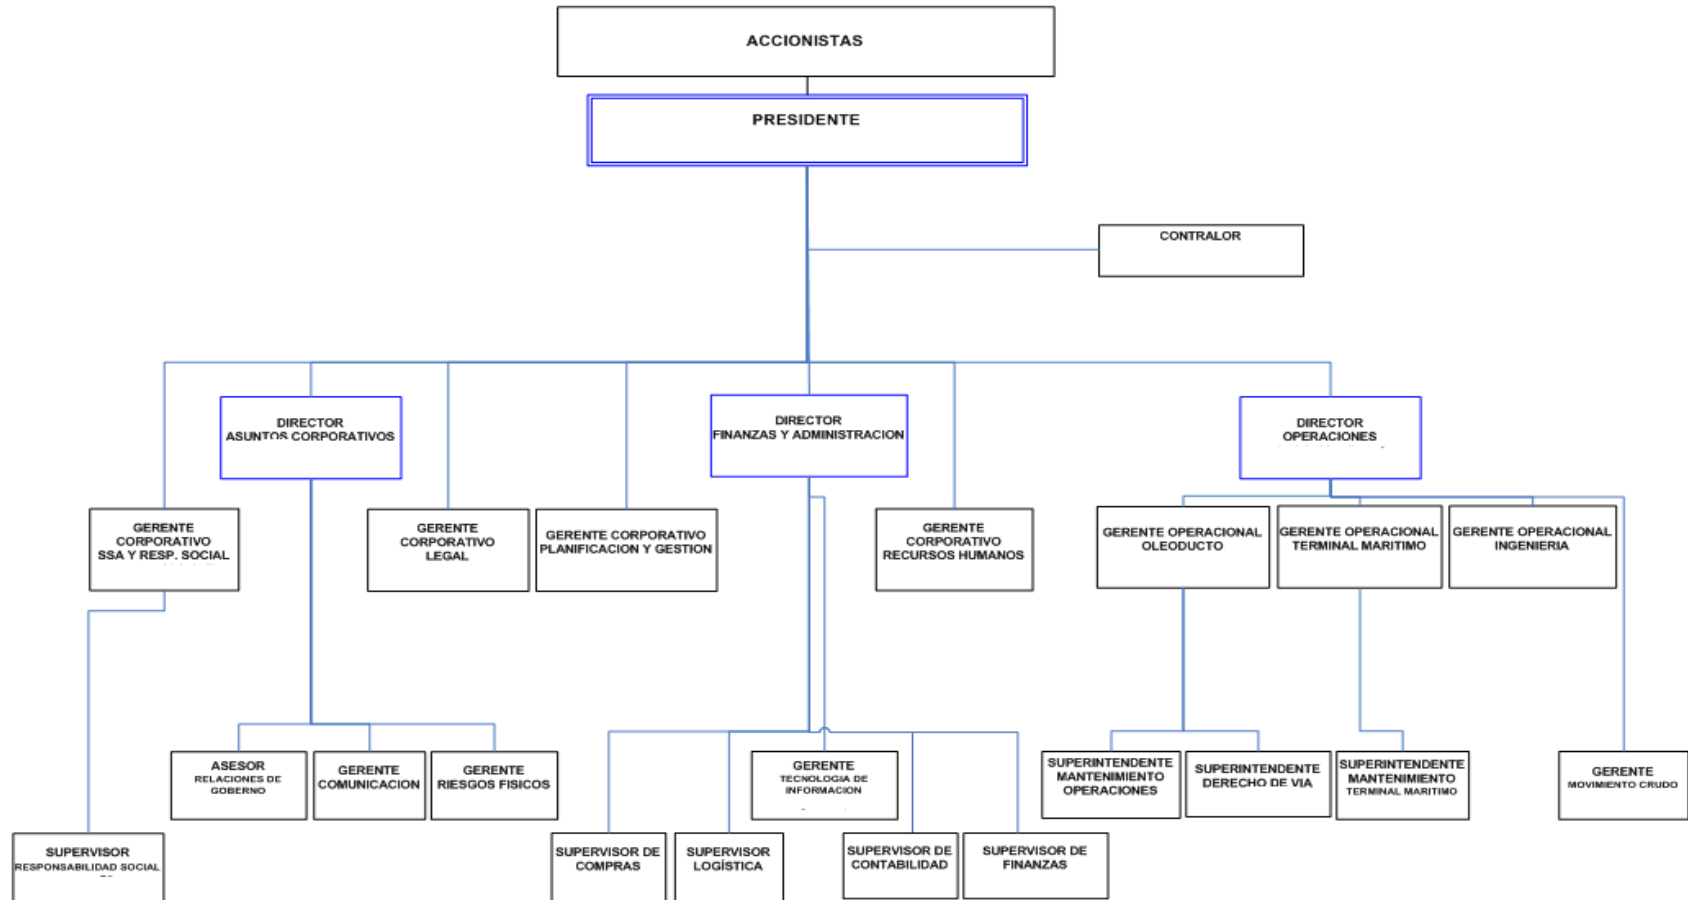 ACCIONISTAS
PRESIDENTE
CONTRALOR
DIRECTOR
ASUNTOS CORPORATIVOS
DIRECTOR
FINANZAS Y ADMINISTRACION
DIRECTOR
OPERACIONES
GERENTE
CORPORATIVO
SSA Y RESP. SOCIAL
GERENTE
CORPORATIVO
LEGAL
GERENTE CORPORATIVO
PLANIFICACION Y GESTION
GERENTE
CORPORATIVO
RECURSOS HUMANOS
GERENTE OPERACIONAL
OLEODUCTO
GERENTE OPERACIONAL
TERMINAL MARITIMO
GERENTE OPERACIONAL
INGENIERIA
ASESOR
RELACIONES DE
GOBERNO
GERENTE
COMUNICACION
GERENTE
RIESGOS FISICOS
GERENTE
TECNOLOGIA DE
INFORMACION
SUPERINTENDENTE
MANTENIMIENTO
OPERACIONES
SUPERINTENDENTE
DERECHO DE VIA
SUPERINTENDENTE
MANTENIMIENTO
TERMINAL MARITIMO
GERENTE
MOVIMIENTO CRUDO
SUPERVISOR
RESPONSABILIDAD SOCIAL
SUPERVISOR DE
COMPRAS
SUPERVISOR
LOGÍSTICA
SUPERVISOR DE
CONTABILIDAD
SUPERVISOR DE
FINANZAS